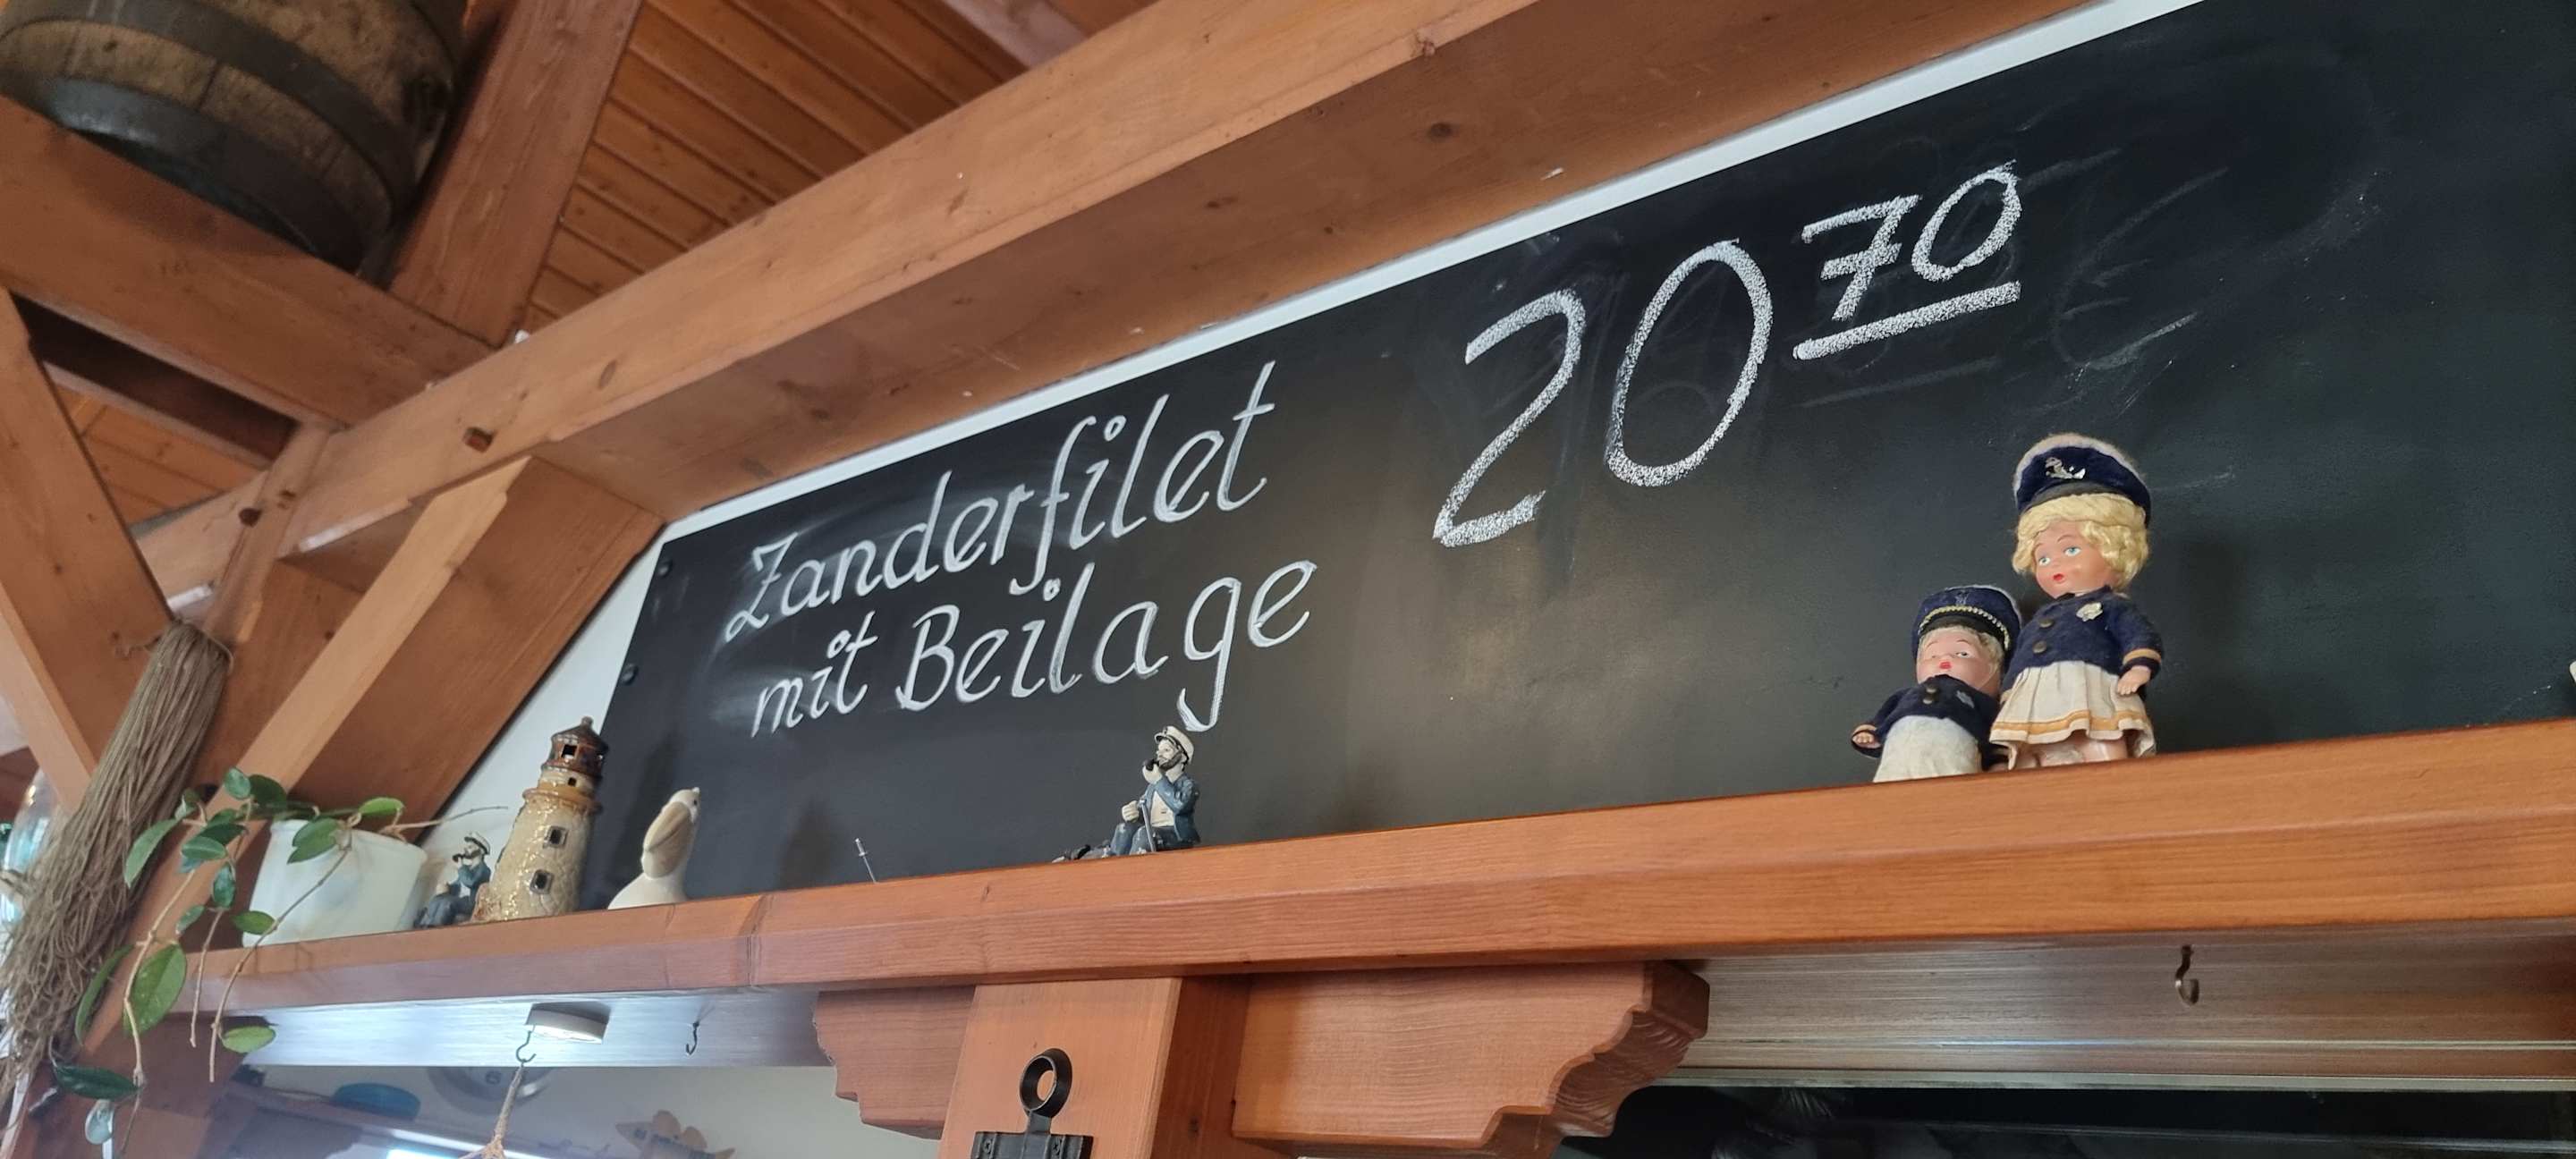 Zanderfilet
mit Beilage
20 70